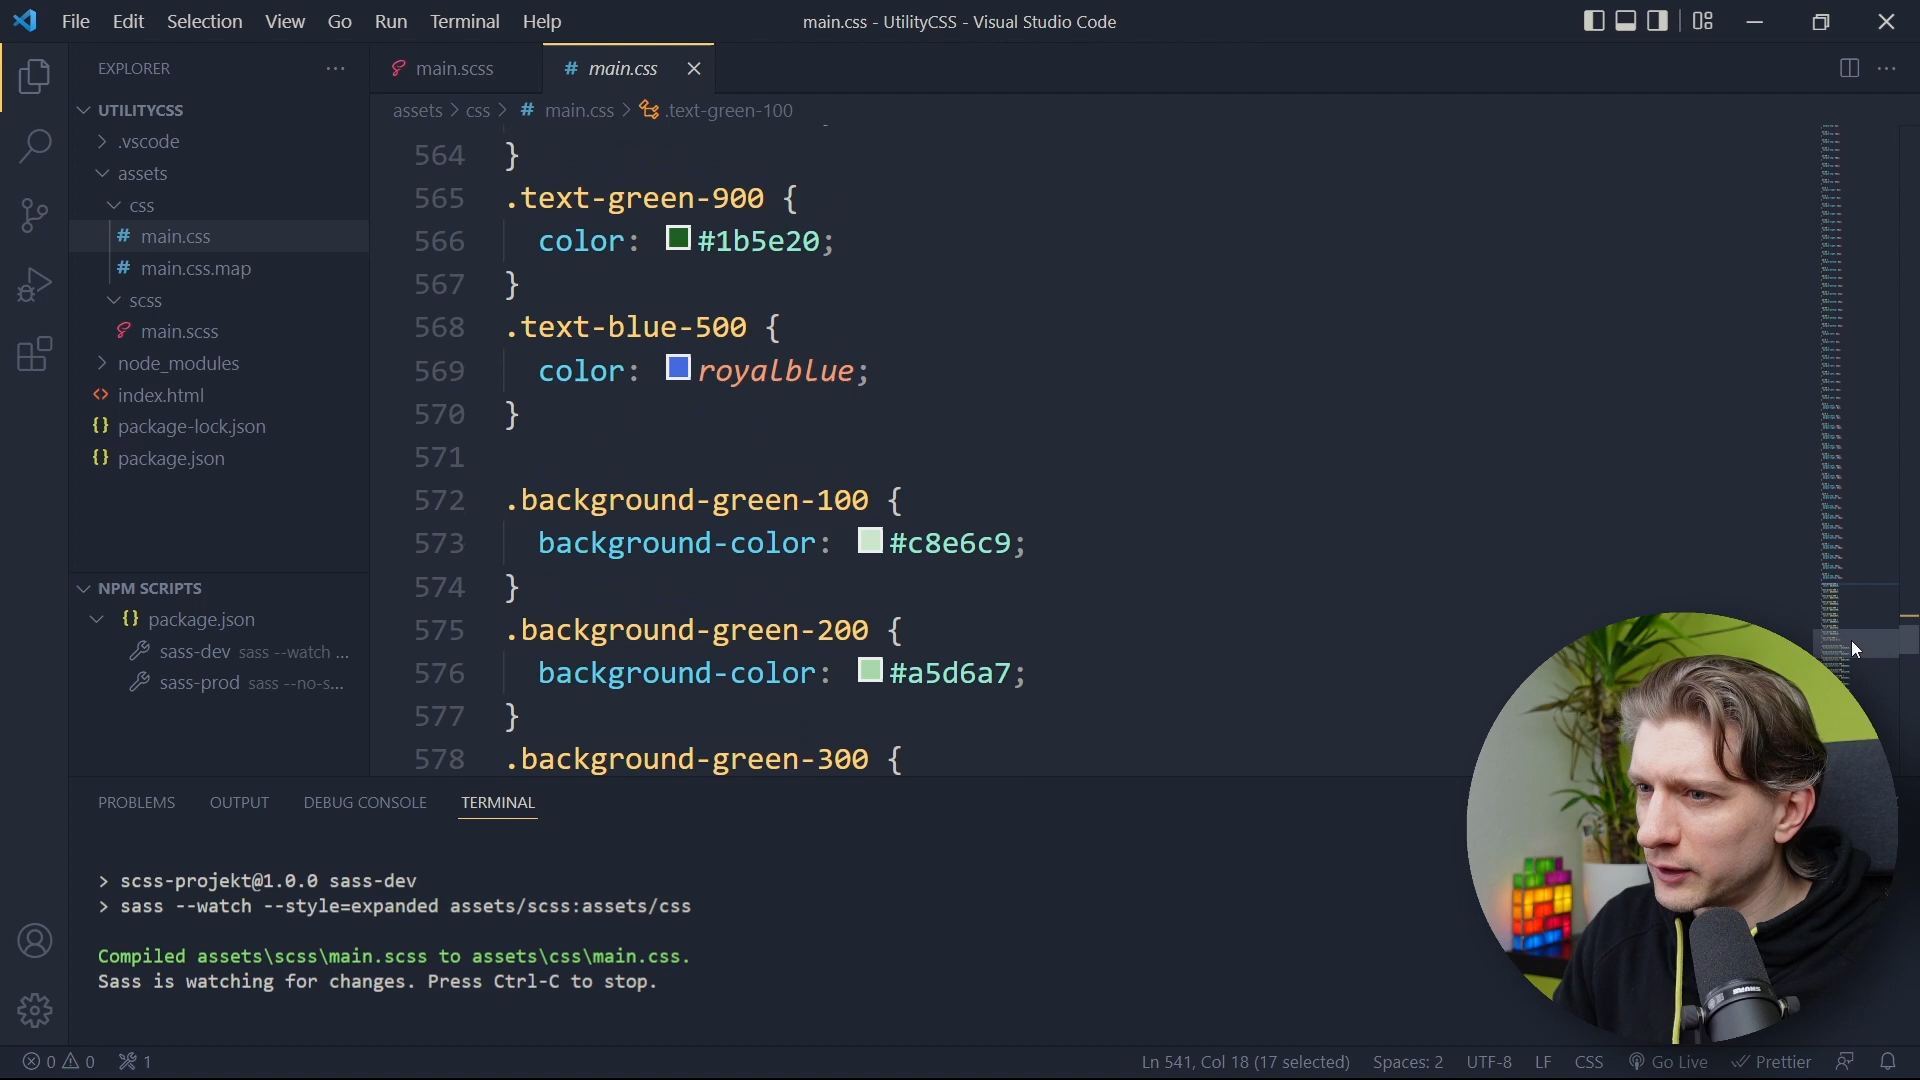 File Edit Selection View Go Run Terminal Help
main.css - UtilityCSS - Visual Studio Code
EXPLORER
UTILITYCSS
.vscode
assets
css
main.css
main.css.map
scss
main.scss
node_modules
index.html
package-lock.json
package.json
NPM SCRIPTS
package.json
sass-dev sass --watch ...
sass-prod sass --no-s...
main.scss
# main.css
assets > css > # main.css > .text-green-100
564 }
565 .text-green-900 {
566 color: #1b5e20;
567 }
568 .text-blue-500 {
569 color: royalblue;
570 }
571
572 .background-green-100 {
573 background-color: #c8e6c9;
574 }
575 .background-green-200 {
576 background-color: #a5d6a7;
577 }
578 .background-green-300 {
PROBLEMS OUTPUT DEBUG CONSOLE TERMINAL
> scss-projekt@1.0.0 sass-dev
> sass --watch --style=expanded assets/scss:assets/css
Compiled assets\scss\main.scss to assets\css\main.css.
Sass is watching for changes. Press Ctrl-C to stop.
SHURE
0 0 1
Ln 541, Col 18 (17 selected) Spaces: 2 UTF-8 LF CSS Go Live Prettier